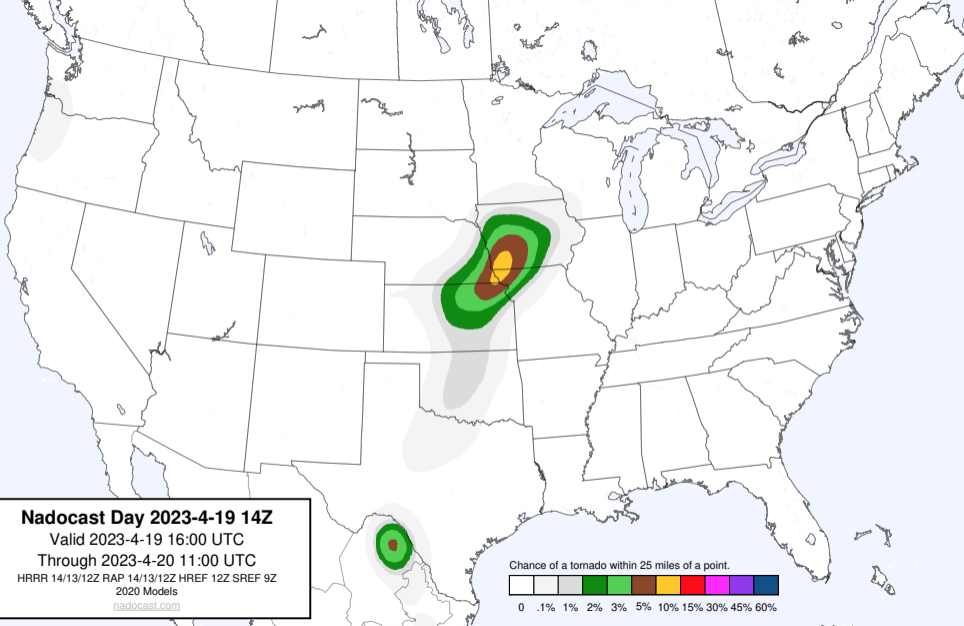 Nadocast Day 2023-4-19 14Z
Valid 2023-4-19 16:00 UTC
Through 2023-4-20 11:00 UTC
HRRR 14/13/12Z RAP 14/13/12Z HREF 12Z SREF 9Z
2020 Models
nadocast.com
Chance of a tornado within 25 miles of a point.
0 .1% 1% 2% 3% 5% 10% 15% 30% 45% 60%